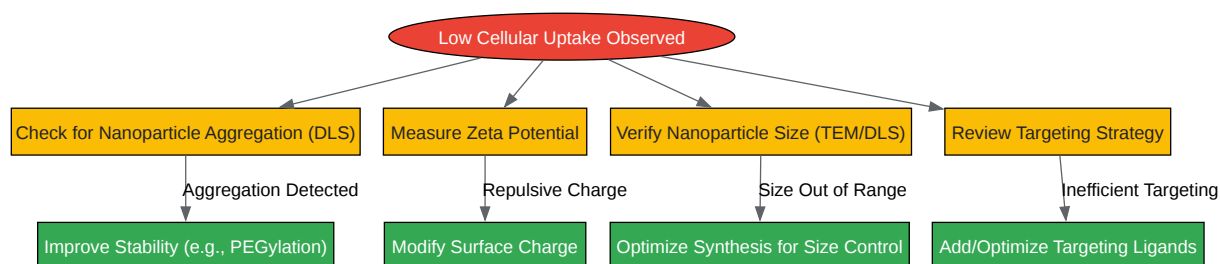 Low Cellular Uptake Observed
Check for Nanoparticle Aggregation (DLS)
Measure Zeta Potential
Verify Nanoparticle Size (TEM/DLS)
Review Targeting Strategy
Aggregation Detected
Repulsive Charge
Size Out of Range
Inefficient Targeting
Improve Stability (e.g., PEGylation)
Modify Surface Charge
Optimize Synthesis for Size Control
Add/Optimize Targeting Ligands